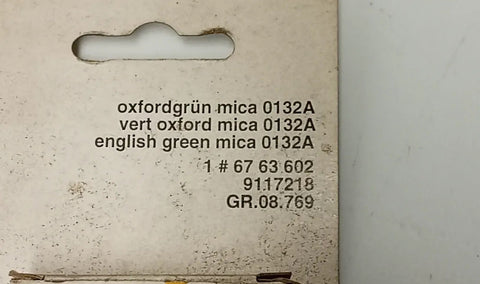 oxfordgrün mica 0132A
vert oxford mica 0132A
english green mica 0132A
1 # 67 63 602
9117218
GR.08.769